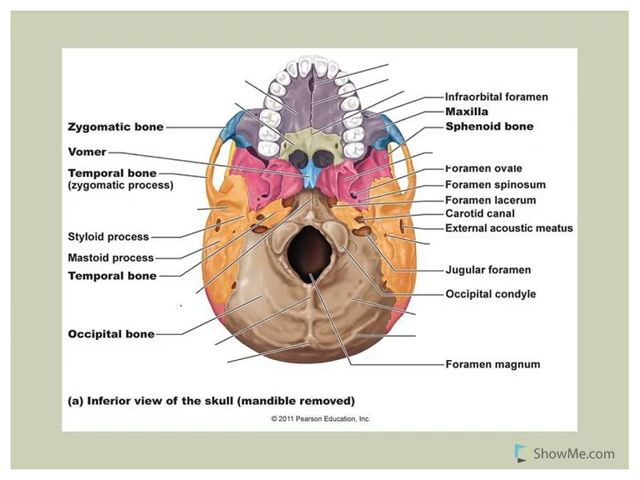 Zygomatic bone
Vomer
Temporal bone
(zygomatic process)
Styloid process
Mastoid process
Temporal bone
Occipital bone
Infraorbital foramen
Maxilla
Sphenoid bone
Foramen ovale
Foramen spinosum
Foramen lacerum
Carotid canal
External acoustic meatus
Jugular foramen
Occipital condyle
Foramen magnum
(a) Inferior view of the skull (mandible removed)
© 2011 Pearson Education, Inc.
ShowMe.com